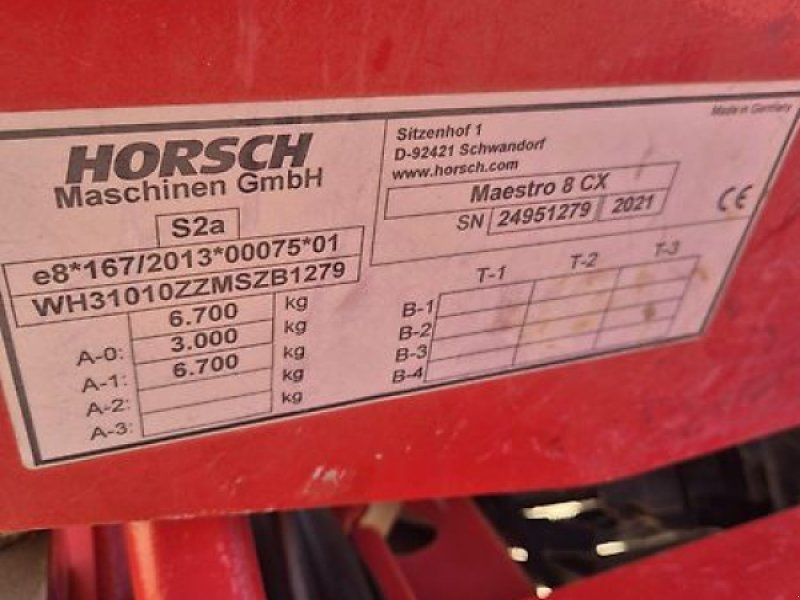 Made in Germany
HORSCH
Maschinen GmbH
Sitzenhof 1
D-92421 Schwandorf
www.horsch.com
Maestro 8 CX
SN 24951279 2021
CE
S2a
e8*167/2013*00075*01
WH31010ZZMSZB1279
6.700 kg
A-0: 3.000 kg
A-1: 6.700 kg
A-2: kg
A-3: kg
T-1 T-2 T-3
B-1
B-2
B-3
B-4